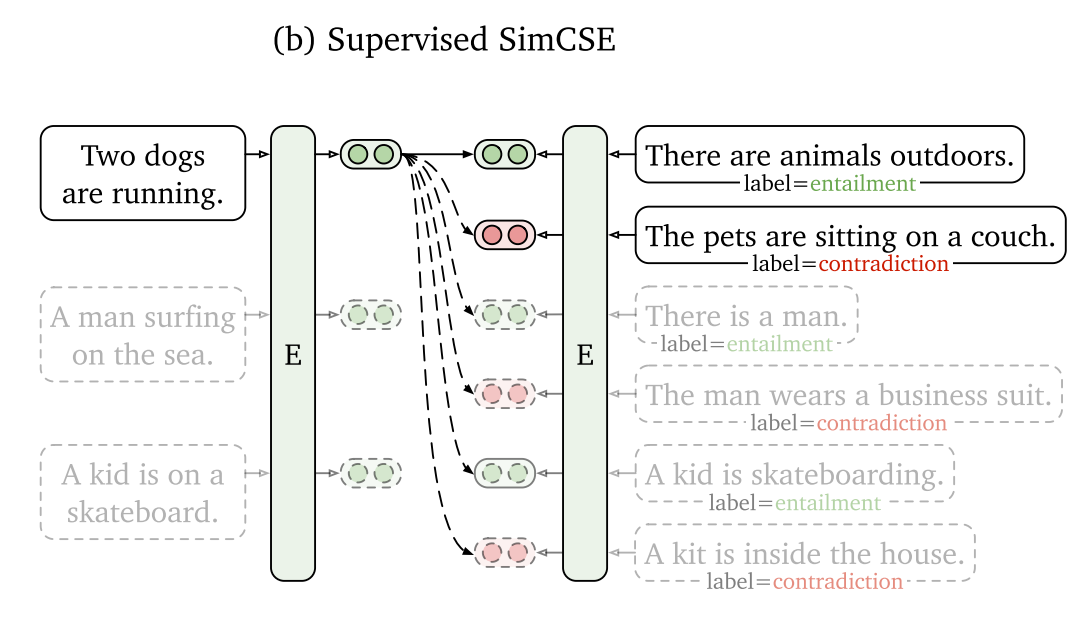 (b) Supervised SimCSE
Two dogs
are running.
There are animals outdoors.
label=entailment
The pets are sitting on a couch.
label=contradiction
A man surfing
on the sea.
There is a man.
label=entailment
E
E
The man wears a business suit.
label=contradiction
A kid is on a
skateboard.
A kid is skateboarding.
label=entailment
A kit is inside the house.
label=contradiction